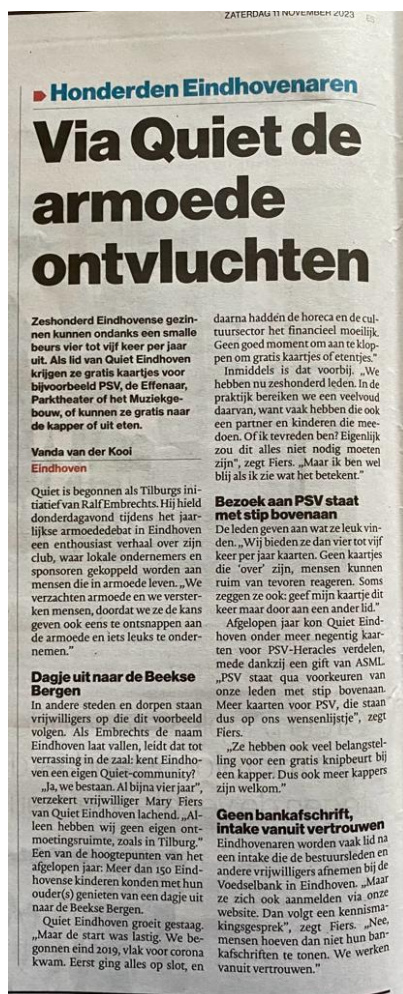 ZATERDAG 11 NOVEMBER 2023
Honderden Eindhovenaren
Via Quiet de
armoede
ontvluchten
Zeshonderd Eindhovense gezin-
nen kunnen ondanks een smalle
beurs vier tot vijf keer per jaar
uit. Als lid van Quiet Eindhoven
krijgen ze gratis kaartjes voor
bijvoorbeeld PSV, de Effenaar,
Parktheater of het Muziekge-
bouw, of kunnen ze gratis naar
de kapper of uit eten.
Vanda van der Kooi
Eindhoven
Quiet is begonnen als Tilburgs ini-
tiatief van Ralf Embrechts. Hij hield
donderdagavond tijdens het jaar-
lijkse armoededebat in Eindhoven
een enthousiast verhaal over zijn
club, waar lokale ondernemers en
sponsoren gekoppeld worden aan
mensen die in armoede leven. „We
verzachten armoede en we verster-
ken mensen, doordat we ze de kans
geven ook eens te ontsnappen aan
de armoede en iets leuks te onder-
nemen.”
Dagje uit naar de Beekse
Bergen
In andere steden en dorpen staan
vrijwilligers op die dit voorbeeld
volgen. Als Embrechts de naam
Eindhoven laat vallen, leidt dat tot
verrassing in de zaal: kent Eindho-
ven een eigen Quiet-community?
„Ja, we bestaan. Al bijna vier jaar”,
verzekert vrijwilliger Mary Fiers
van Quiet Eindhoven lachend. „Al-
leen hebben wij geen eigen ont-
moetingsruimte, zoals in Tilburg.”
Een van de hoogtepunten van het
afgelopen jaar: Meer dan 150 Eind-
hovense kinderen konden met hun
ouder(s) genieten van een dagje uit
naar de Beekse Bergen.
Quiet Eindhoven groeit gestaag.
„Maar de start was lastig. We be-
gonnen eind 2019, vlak voor corona
kwam. Eerst ging alles op slot, en
daarna hadden de horeca en de cul-
tuursector het financieel moeilijk.
Geen goed moment om aan te klop-
pen om gratis kaartjes of etentjes.”
Inmiddels is dat voorbij. „We
hebben nu zeshonderd leden. In de
praktijk bereiken we een veelvoud
daarvan, want vaak hebben die ook
een partner en kinderen die mee-
doen. Of ik tevreden ben? Eigenlijk
zou dit alles niet nodig moeten
zijn”, zegt Fiers. „Maar ik ben wel
blij als ik zie wat het betekent.”
Bezoek aan PSV staat
met stip bovenaan
De leden geven aan wat ze leuk vin-
den. „Wij bieden ze dan vier tot vijf
keer per jaar kaarten. Geen kaartjes
die ‘over’ zijn, mensen kunnen
ruim van tevoren reageren. Soms
zeggen ze ook: geef mijn kaartje dit
keer maar door aan een ander lid.”
Afgelopen jaar kon Quiet Eind-
hoven onder meer negentig kaar-
ten voor PSV-Heracles verdelen,
mede dankzij een gift van ASML.
„PSV staat qua voorkeuren van
onze leden met stip bovenaan.
Meer kaarten voor PSV, die staan
dus op ons wensenlijstje”, zegt
Fiers.
„Ze hebben ook veel belangstel-
ling voor een gratis knipbeurt bij
een kapper. Dus ook meer kappers
zijn welkom.”
Geen bankafschrift,
intake vanuit vertrouwen
Eindhovenaren worden vaak lid na
een intake die de bestuursleden en
andere vrijwilligers afnemen bij de
Voedselbank in Eindhoven. „Maar
ze zich ook aanmelden via onze
website. Dan volgt een kennisma-
kingsgesprek”, zegt Fiers. „Nee,
mensen hoeven dan niet hun ban-
kafschriften te tonen. We werken
vanuit vertrouwen.”